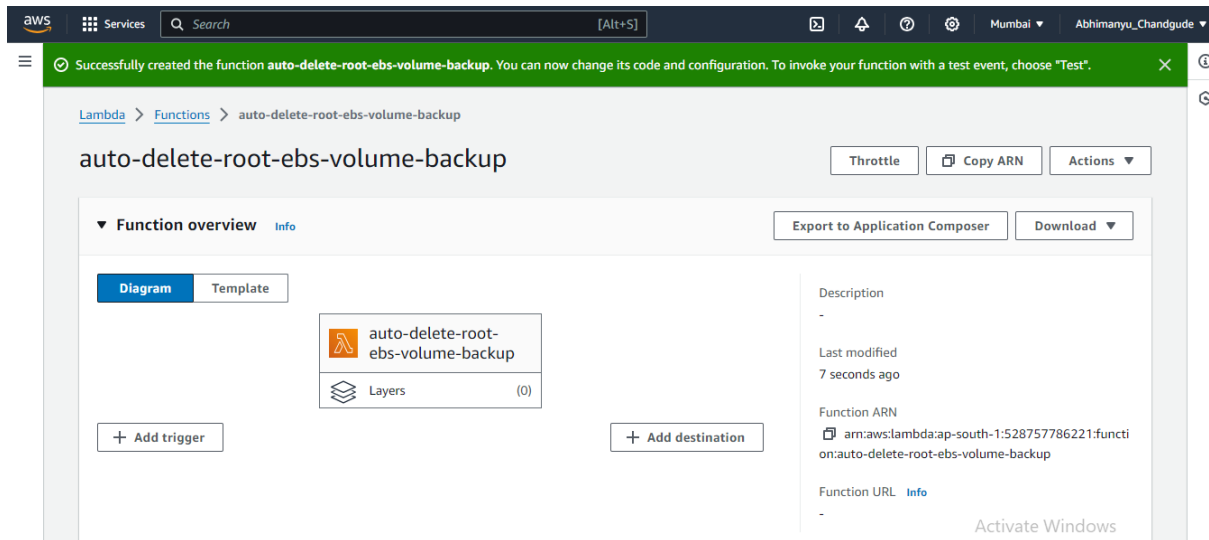 aws Services Search [Alt+S] Mumbai Abhimanyu_Chandgude
Successfully created the function auto-delete-root-ebs-volume-backup. You can now change its code and configuration. To invoke your function with a test event, choose "Test".
Lambda > Functions > auto-delete-root-ebs-volume-backup
auto-delete-root-ebs-volume-backup
Throttle Copy ARN Actions
Function overview Info
Export to Application Composer Download
Diagram Template
auto-delete-root-
ebs-volume-backup
Layers (0)
+ Add trigger
+ Add destination
Description
-
Last modified
7 seconds ago
Function ARN
arn:aws:lambda:ap-south-1:528757786221:functi
on:auto-delete-root-ebs-volume-backup
Function URL Info
-
Activate Windows